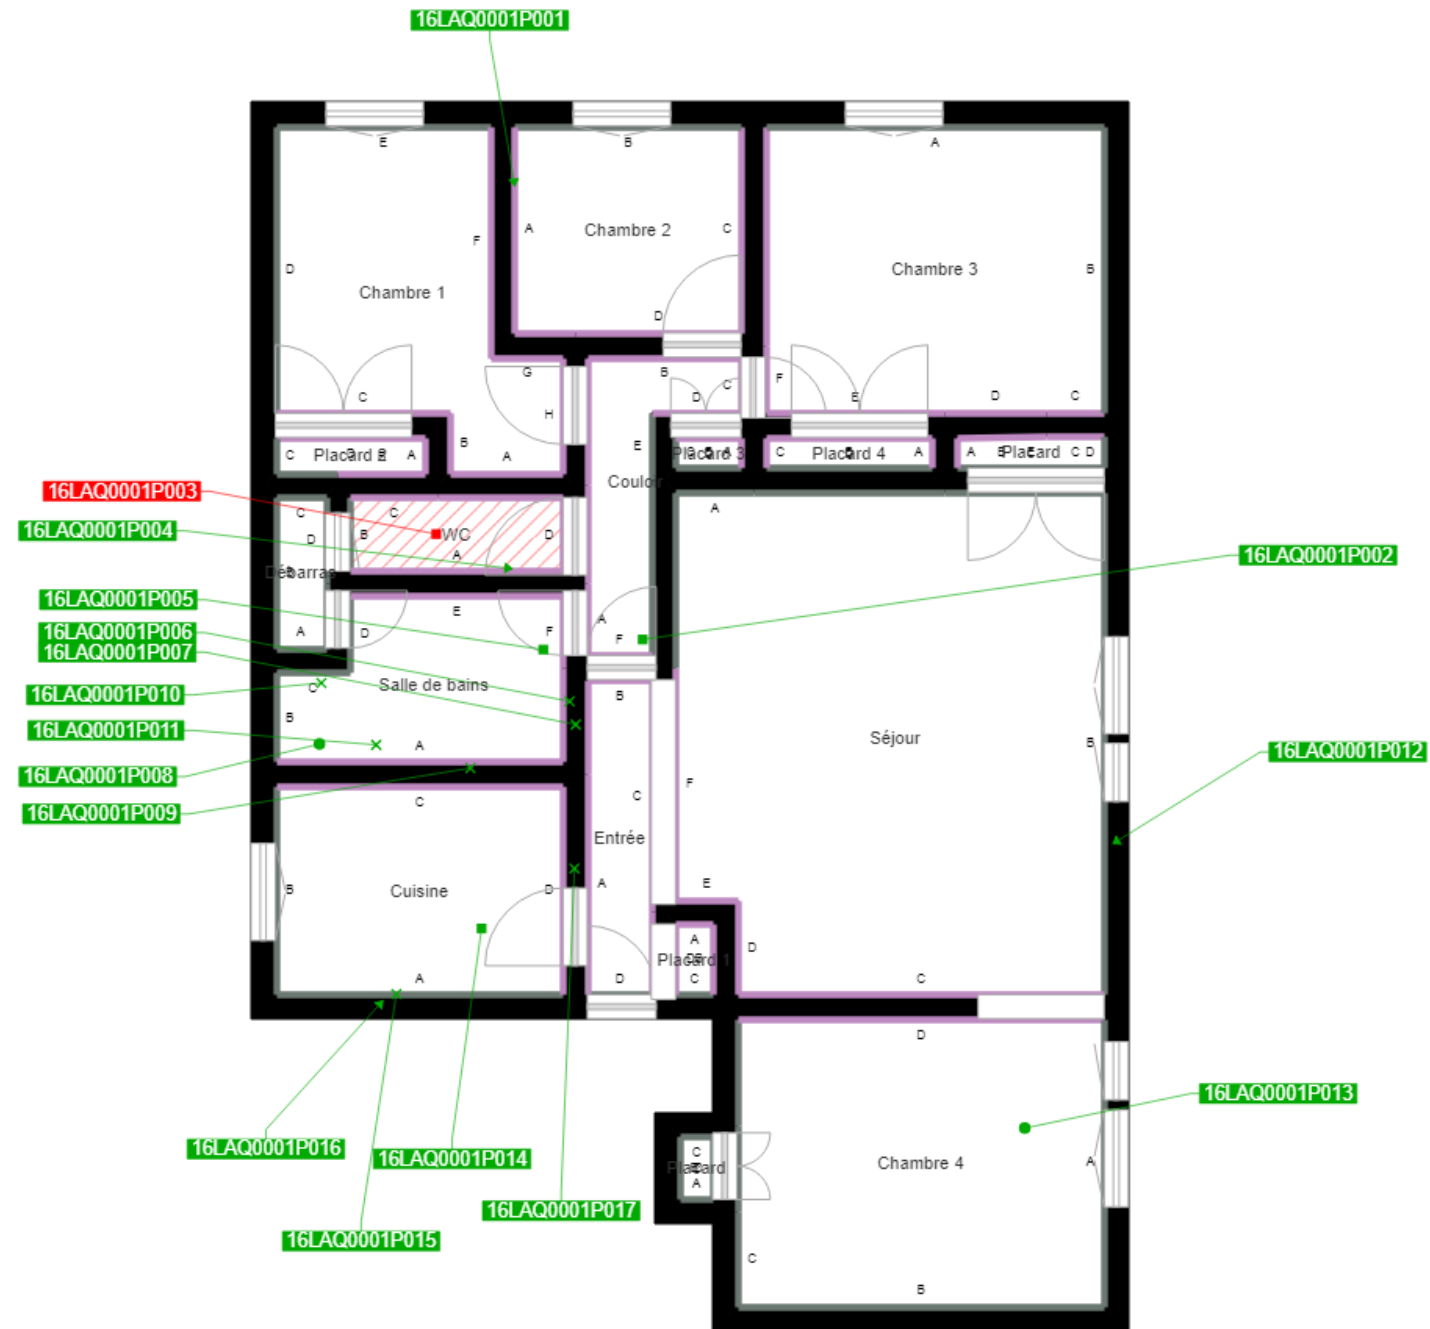 16LAQ0001P001
E
B
A
F
A
Chambre 2
C
D
Chambre 3
B
Chambre 1
D
G
B
C
F
C
D
E
D
C
H
B
E
A
C
Placard 2
A
Placard 3
C
Placard 4
A
A
Placard
C
D
Couloir
16LAQ0001P003
C
C
A
16LAQ0001P004
D
B
WC
D
A
16LAQ0001P002
Débarras
16LAQ0001P005
E
A
16LAQ0001P006
A
D
F
F
16LAQ0001P007
16LAQ0001P010
C
Salle de bains
B
16LAQ0001P011
B
A
Séjour
B
16LAQ0001P012
16LAQ0001P008
F
16LAQ0001P009
C
C
Entrée
B
Cuisine
D
A
E
A
D
Placard 1
A
C
D
C
D
16LAQ0001P013
16LAQ0001P016
16LAQ0001P014
C
Placard
A
Chambre 4
A
16LAQ0001P017
16LAQ0001P015
C
B